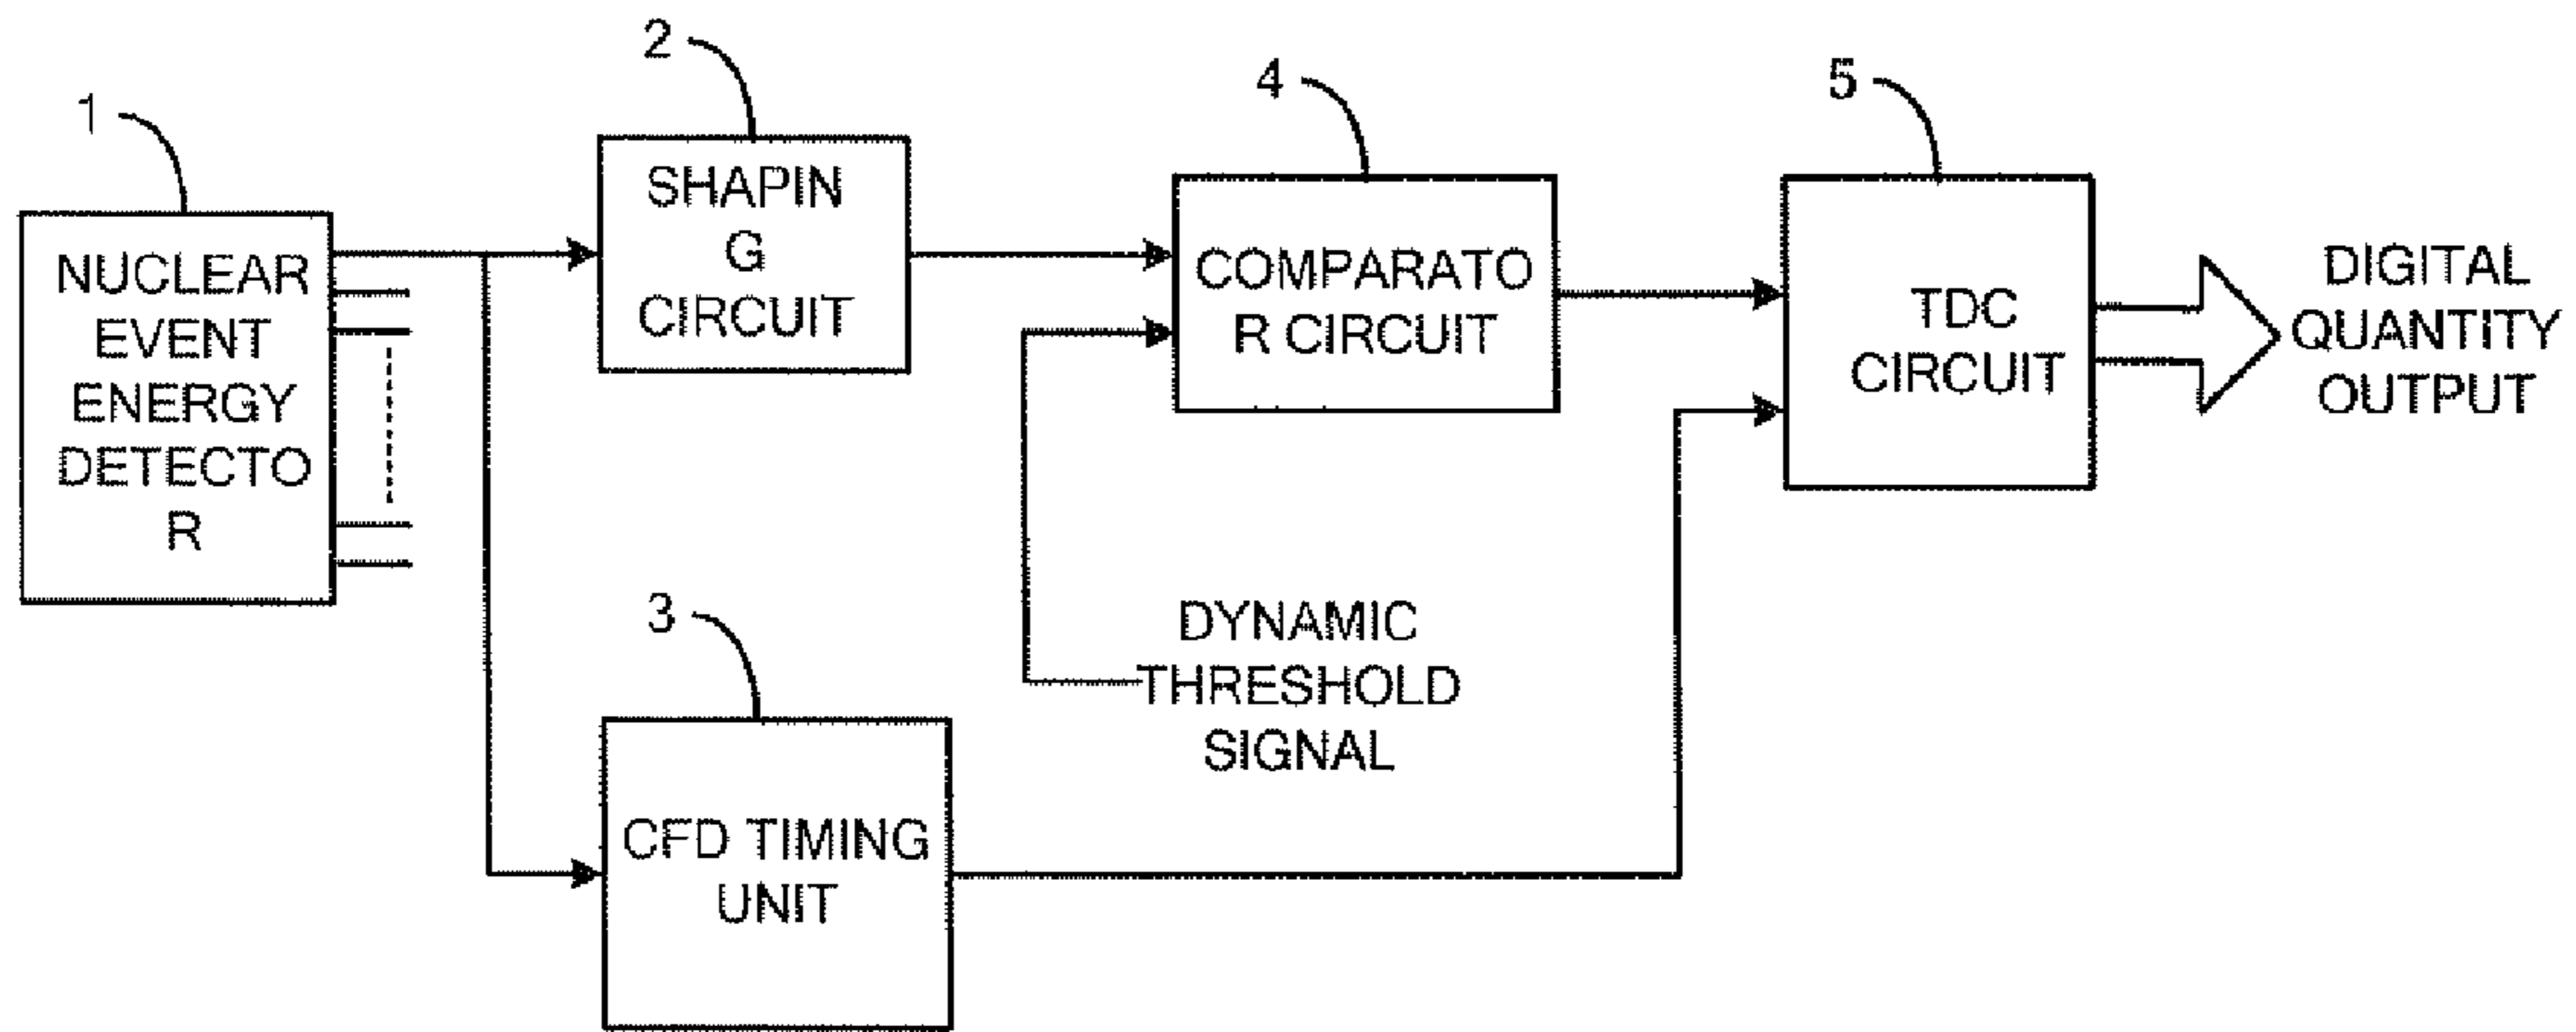 1
NUCLEAR
EVENT
ENERGY
DETECTO
R
2
SHAPIN
G
CIRCUIT
3
CFD TIMING
UNIT
4
COMPARATO
R CIRCUIT
DYNAMIC
THRESHOLD
SIGNAL
5
TDC
CIRCUIT
DIGITAL
QUANTITY
OUTPUT